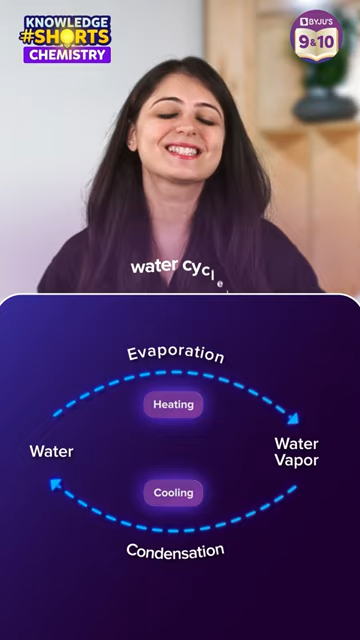 KNOWLEDGE
#SHORTS
CHEMISTRY
BYJU'S
9&10
water cycle
Evaporation
Heating
Water
Water
Vapor
Cooling
Condensation